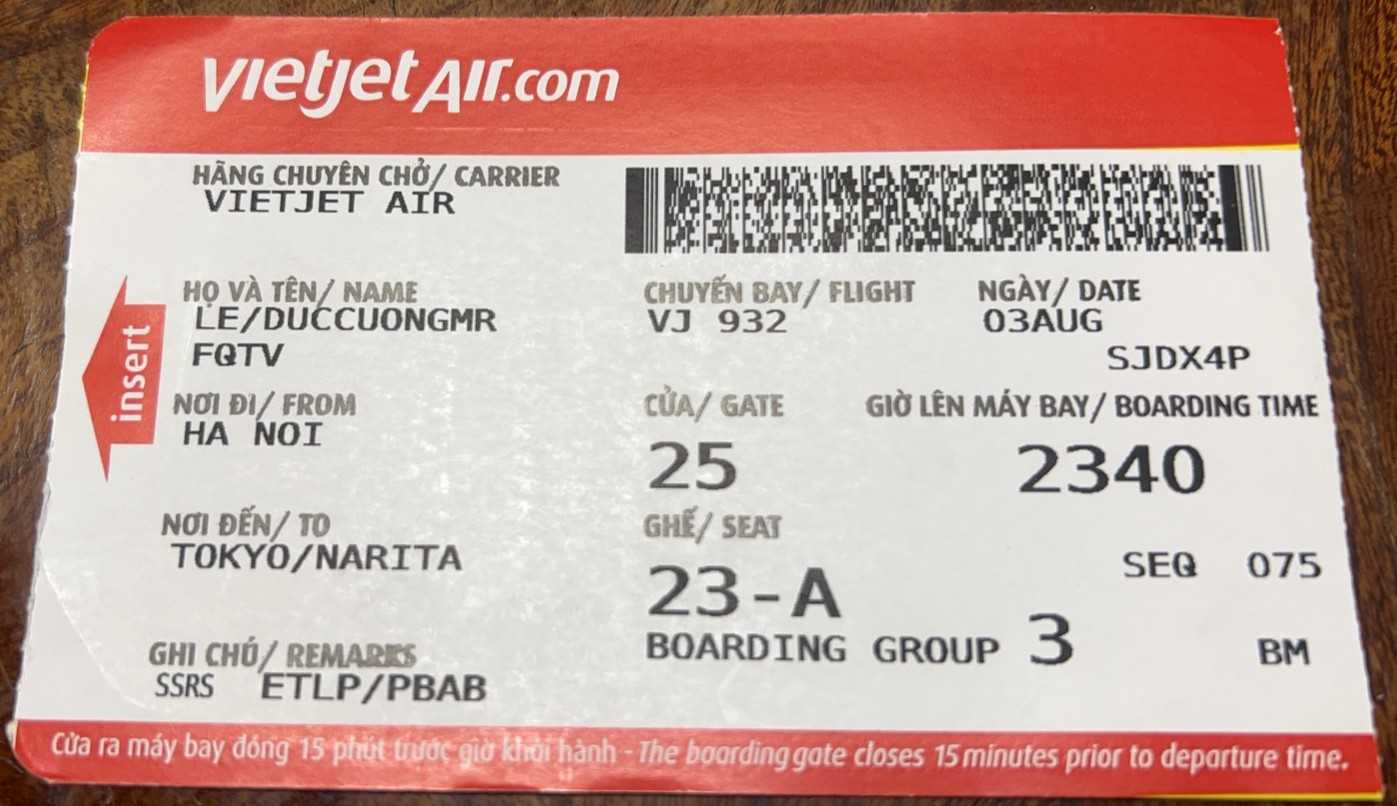 vietjet Air.com
HÃNG CHUYÊN CHỞ/ CARRIER
VIETJET AIR
HỌ VÀ TÊN/ NAME
LE/DUCCUONGMR
FQTV
CHUYẾN BAY/ FLIGHT
VJ 932
NGÀY/ DATE
03AUG
SJDX4P
insert
NƠI ĐI/ FROM
HA NOI
CỬA/ GATE
25
GIỜ LÊN MÁY BAY/ BOARDING TIME
2340
NƠI ĐẾN/ TO
TOKYO/NARITA
GHẾ/ SEAT
23-A
SEQ 075
BOARDING GROUP 3
BM
GHI CHÚ/ REMARKS
SSRS ETLP/PBAB
Cửa ra máy bay đóng 15 phút trước giờ khởi hành - The boarding gate closes 15 minutes prior to departure time.